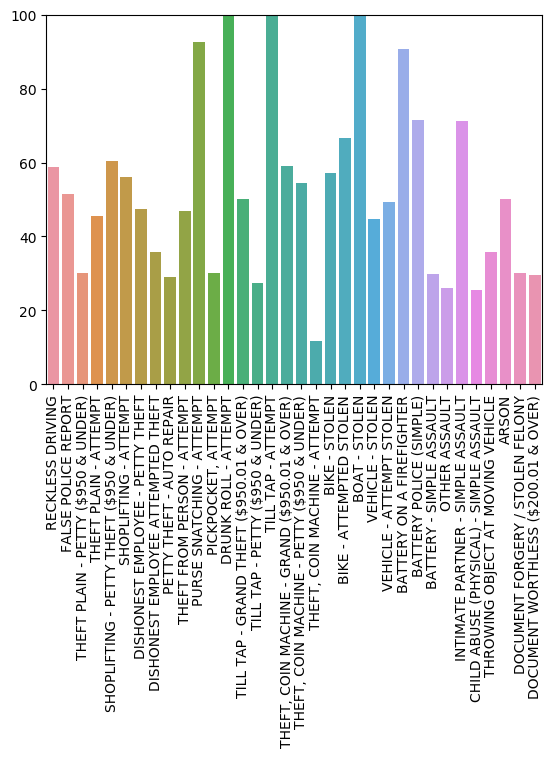 100
80
60
40
20
0
RECKLESS DRIVING
FALSE POLICE REPORT
THEFT PLAIN - PETTY ($950 & UNDER)
THEFT PLAIN - ATTEMPT
SHOPLIFTING - PETTY THEFT ($950 & UNDER)
SHOPLIFTING - ATTEMPT
DISHONEST EMPLOYEE - PETTY THEFT
DISHONEST EMPLOYEE ATTEMPTED THEFT
PETTY THEFT - AUTO REPAIR
THEFT FROM PERSON - ATTEMPT
PURSE SNATCHING - ATTEMPT
PICKPOCKET, ATTEMPT
DRUNK ROLL - ATTEMPT
TILL TAP - GRAND THEFT ($950.01 & OVER)
TILL TAP - PETTY ($950 & UNDER)
TILL TAP - ATTEMPT
THEFT, COIN MACHINE - GRAND ($950.01 & OVER)
THEFT, COIN MACHINE - PETTY ($950 & UNDER)
THEFT, COIN MACHINE - ATTEMPT
BIKE - STOLEN
BIKE - ATTEMPTED STOLEN
BOAT - STOLEN
VEHICLE - STOLEN
VEHICLE - ATTEMPT STOLEN
BATTERY ON A FIREFIGHTER
BATTERY POLICE (SIMPLE)
BATTERY - SIMPLE ASSAULT
OTHER ASSAULT
INTIMATE PARTNER - SIMPLE ASSAULT
CHILD ABUSE (PHYSICAL) - SIMPLE ASSAULT
THROWING OBJECT AT MOVING VEHICLE
ARSON
DOCUMENT FORGERY / STOLEN FELONY
DOCUMENT WORTHLESS ($200.01 & OVER)